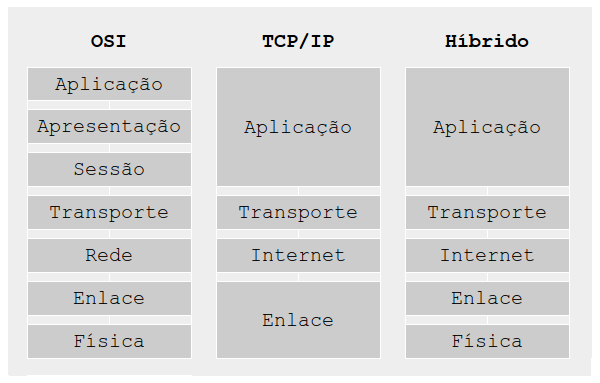 OSI
TCP/IP
Híbrido
Aplicação
Apresentação
Sessão
Transporte
Rede
Enlace
Física
Aplicação
Transporte
Internet
Enlace
Aplicação
Transporte
Internet
Enlace
Física